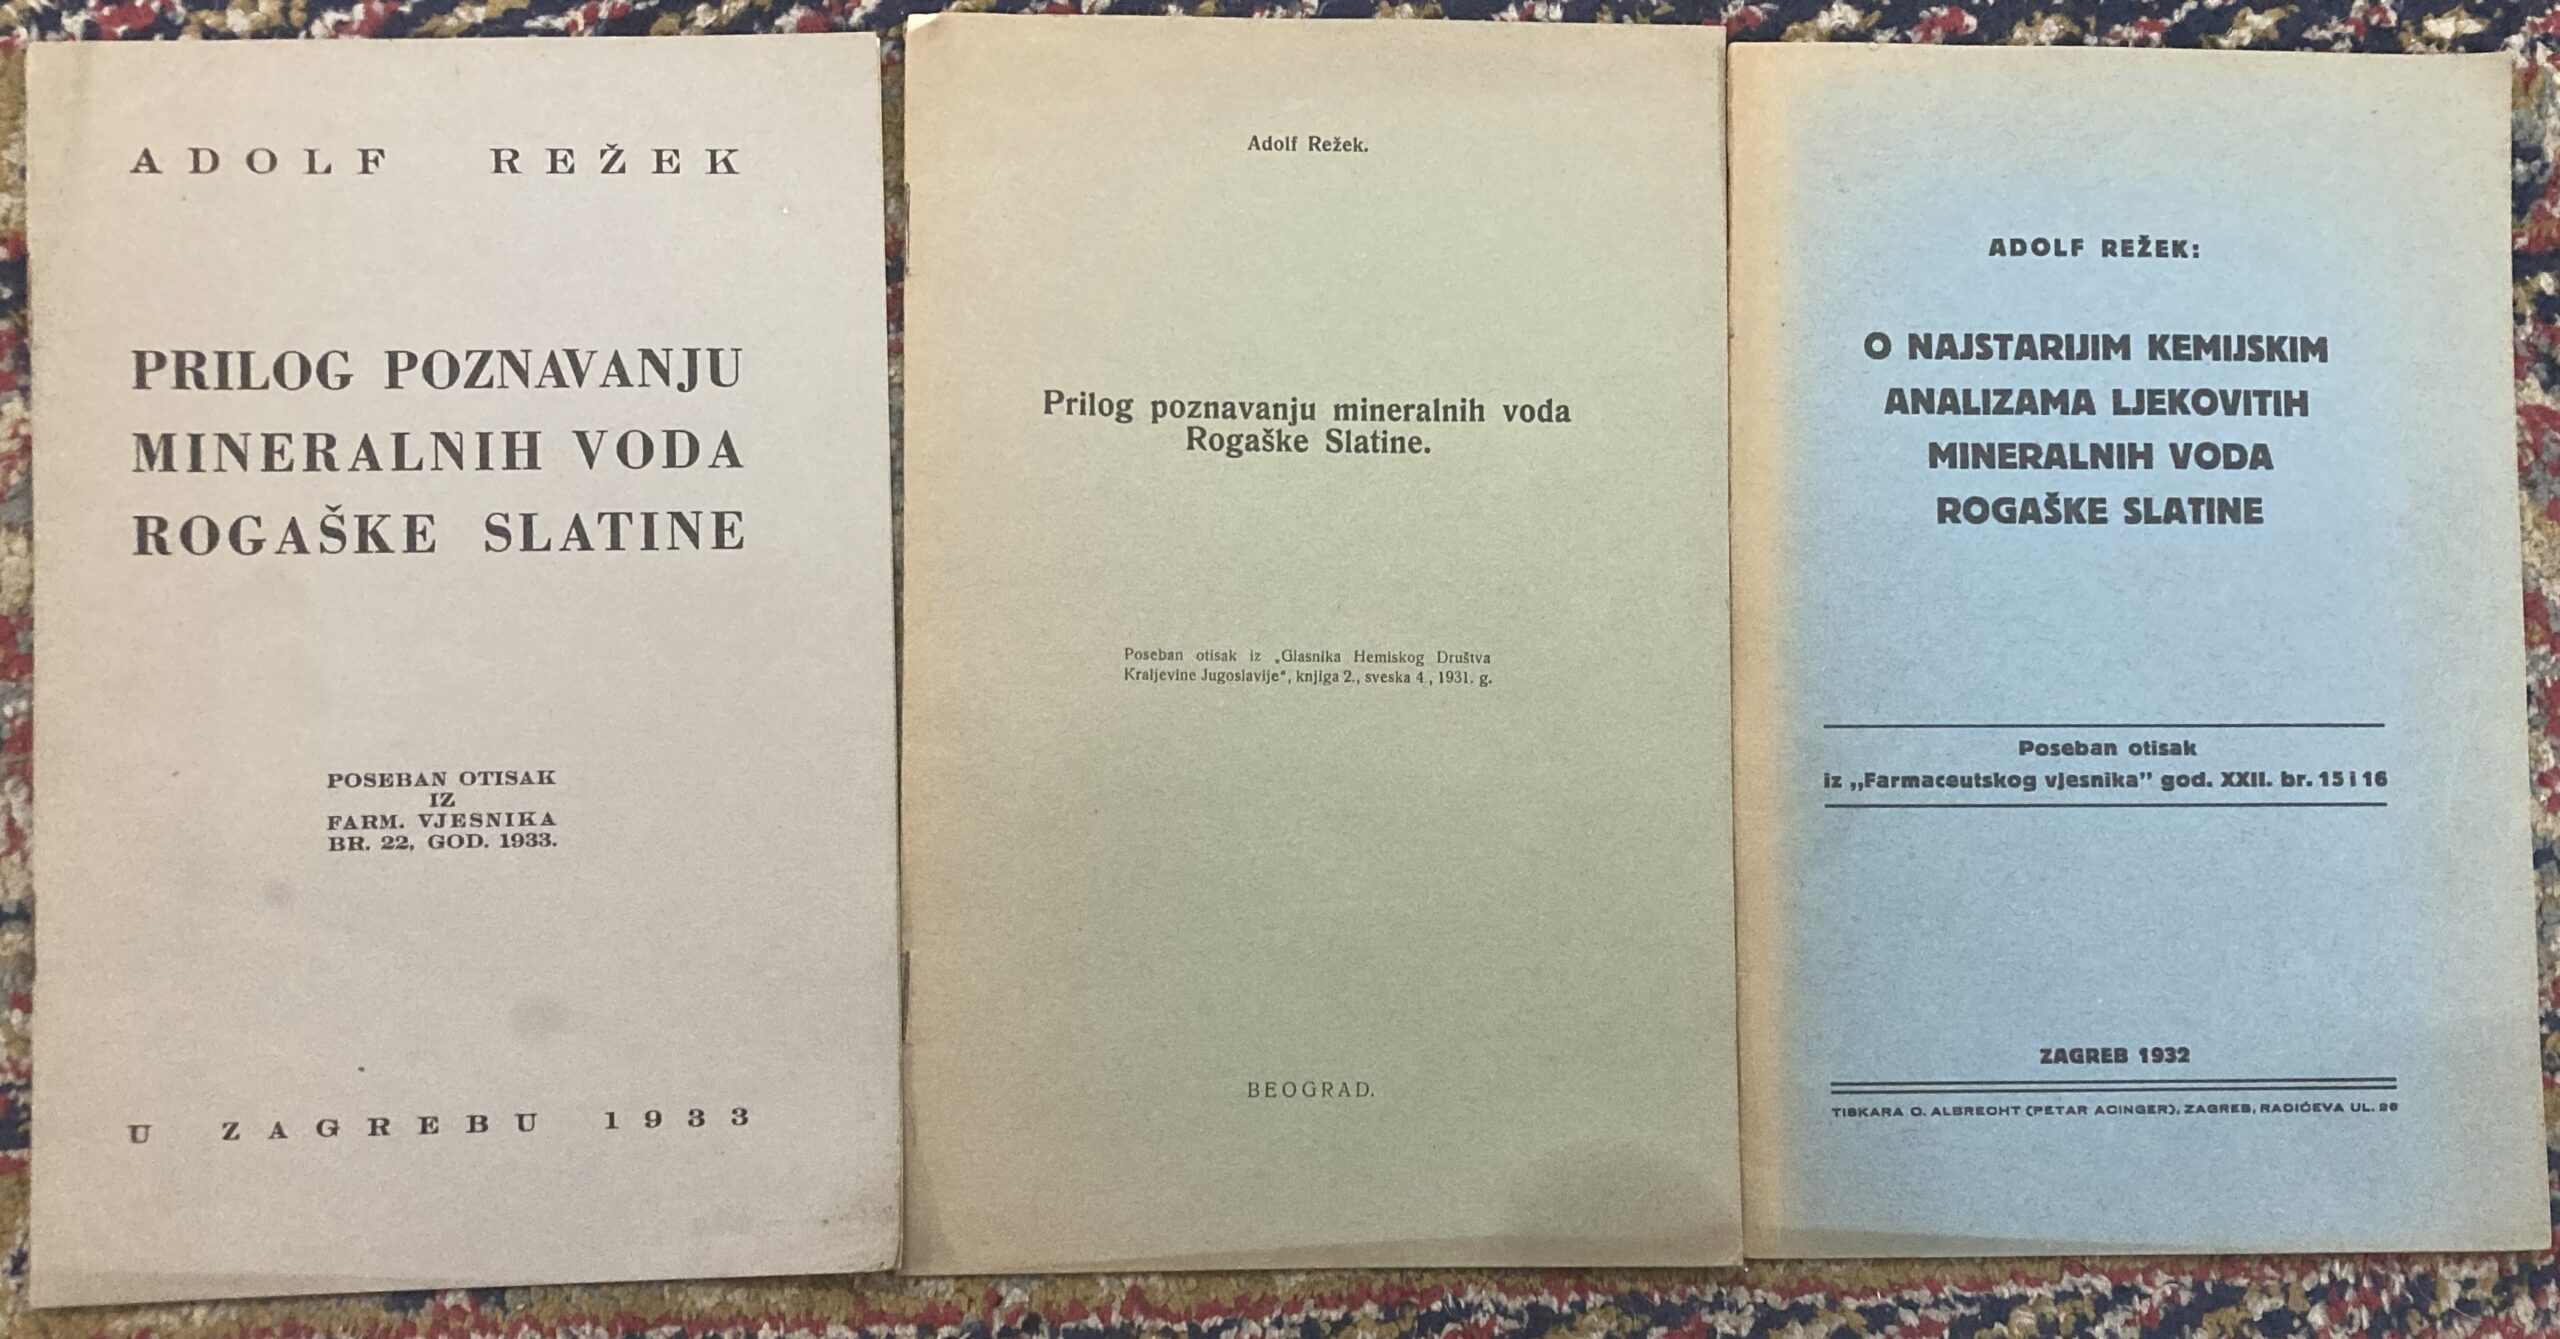 ADOLF REŽEK
PRILOG POZNAVANJU
MINERALNIH VODA
ROGAŠKE SLATINE
POSEBAN OTISAK
IZ
FARM. VJESNIKA
BR. 22, GOD. 1933.
U ZAGREBU 1933
Adolf Režek.
Prilog poznavanju mineralnih voda
Rogaške Slatine.
Poseban otisak iz „Glasnika Hemiskog Društva
Kraljevine Jugoslavije“, knjiga 2., sveska 4., 1931. g.
BEOGRAD.
ADOLF REŽEK:
O NAJSTARIJIM KEMIJSKIM
ANALIZAMA LJEKOVITIH
MINERALNIH VODA
ROGAŠKE SLATINE
Poseban otisak
iz „Farmaceutskog vjesnika” god. XXII. br. 15 i 16
ZAGREB 1932
TISKARA C. ALBRECHT (PETAR ACINGER), ZAGREB, RADIĆEVA UL. 26